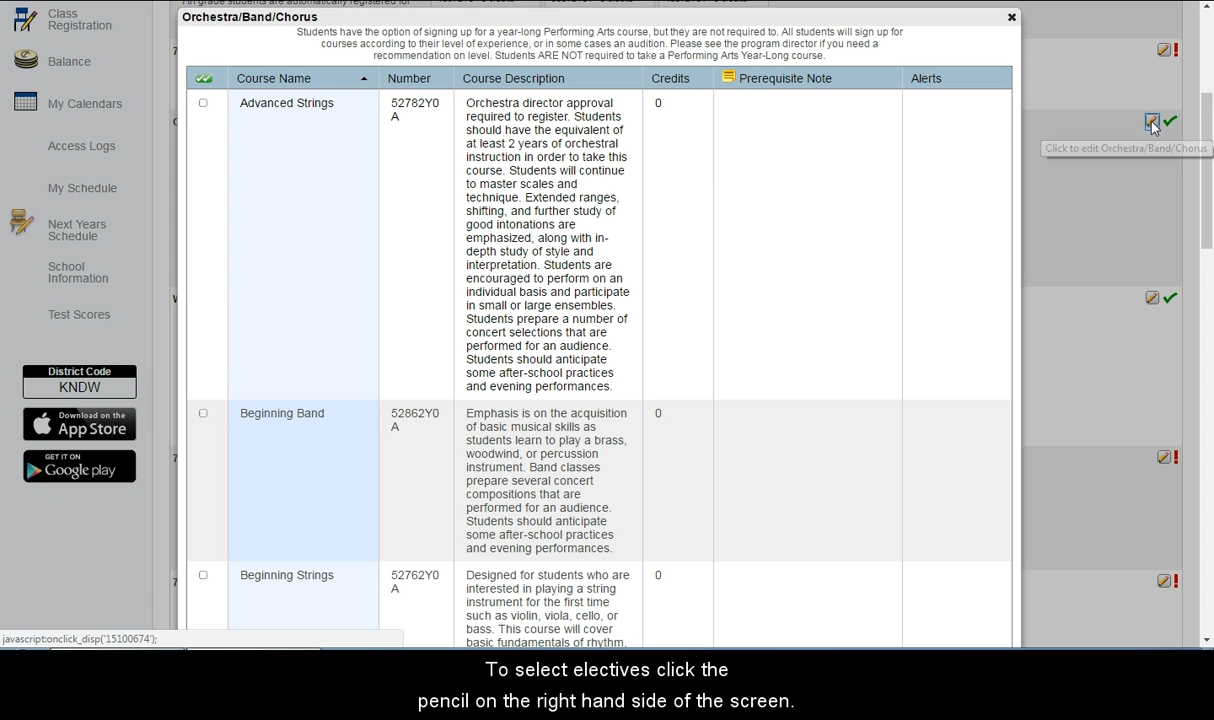 7th grade students are automatically registered for
Class
Registration
Balance
My Calendars
Access Logs
My Schedule
Next Years
Schedule
School
Information
Test Scores
District Code
KNDW
Download on the
App Store
GET IT ON
Google play
Orchestra/Band/Chorus
Students have the option of signing up for a year-long Performing Arts course, but they are not required to. All students will sign up for
courses according to their level of experience, or in some cases an audition. Please see the program director if you need a
recommendation on level. Students ARE NOT required to take a Performing Arts Year-Long course.
Course Name Number Course Description Credits Prerequisite Note Alerts
Advanced Strings 52782Y0 Orchestra director approval 0
A required to register. Students
should have the equivalent of
at least 2 years of orchestral
instruction in order to take this
course. Students will continue
to master scales and
technique. Extended ranges,
shifting, and further study of
good intonations are
emphasized, along with in-
depth study of style and
interpretation. Students are
encouraged to perform on an
individual basis and participate
in small or large ensembles.
Students prepare a number of
concert selections that are
performed for an audience.
Students should anticipate
some after-school practices
and evening performances.
Beginning Band 52862Y0 Emphasis is on the acquisition 0
A of basic musical skills as
students learn to play a brass,
woodwind, or percussion
instrument. Band classes
prepare several concert
compositions that are
performed for an audience.
Students should anticipate
some after-school practices
and evening performances.
Beginning Strings 52762Y0 Designed for students who are 0
A interested in playing a string
instrument for the first time
such as violin, viola, cello, or
bass. This course will cover
basic fundamentals of rhythm,
Click to edit Orchestra/Band/Chorus
javascript:onclick_disp('15100674');
To select electives click the
pencil on the right hand side of the screen.